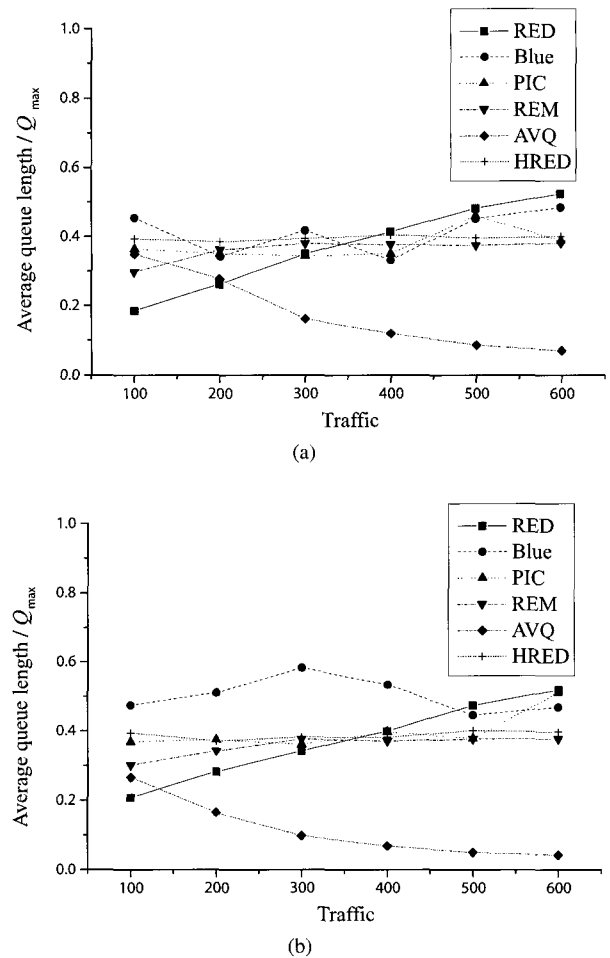 1.0
0.8
0.6
0.4
0.2
0.0
Average queue length / Q max
100 200 300 400 500 600
Traffic
RED
Blue
PIC
REM
AVQ
HRED
(a)
1.0
0.8
0.6
0.4
0.2
0.0
Average queue length / Q max
100 200 300 400 500 600
Traffic
RED
Blue
PIC
REM
AVQ
HRED
(b)